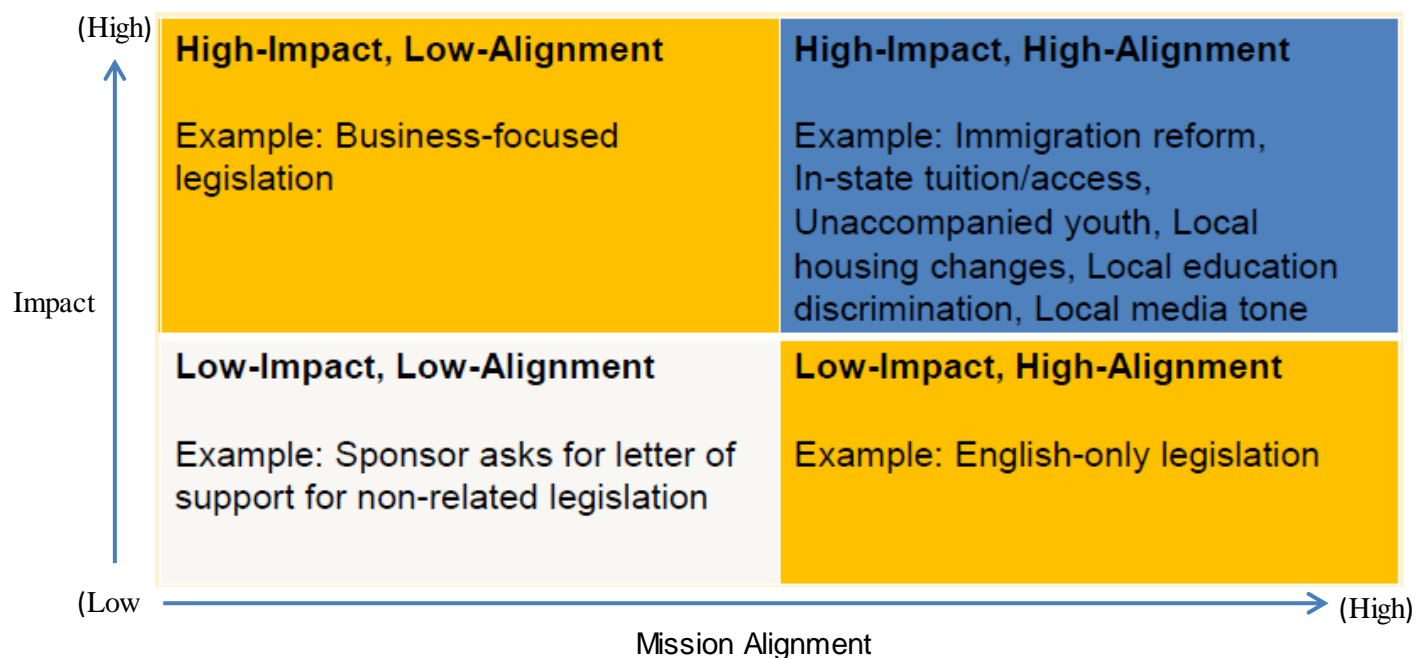 (High)
High-Impact, Low-Alignment
Example: Business-focused
legislation
High-Impact, High-Alignment
Example: Immigration reform,
In-state tuition/access,
Unaccompanied youth, Local
housing changes, Local education
discrimination, Local media tone
Impact
Low-Impact, Low-Alignment
Example: Sponsor asks for letter of
support for non-related legislation
Low-Impact, High-Alignment
Example: English-only legislation
(Low
(High)
Mission Alignment